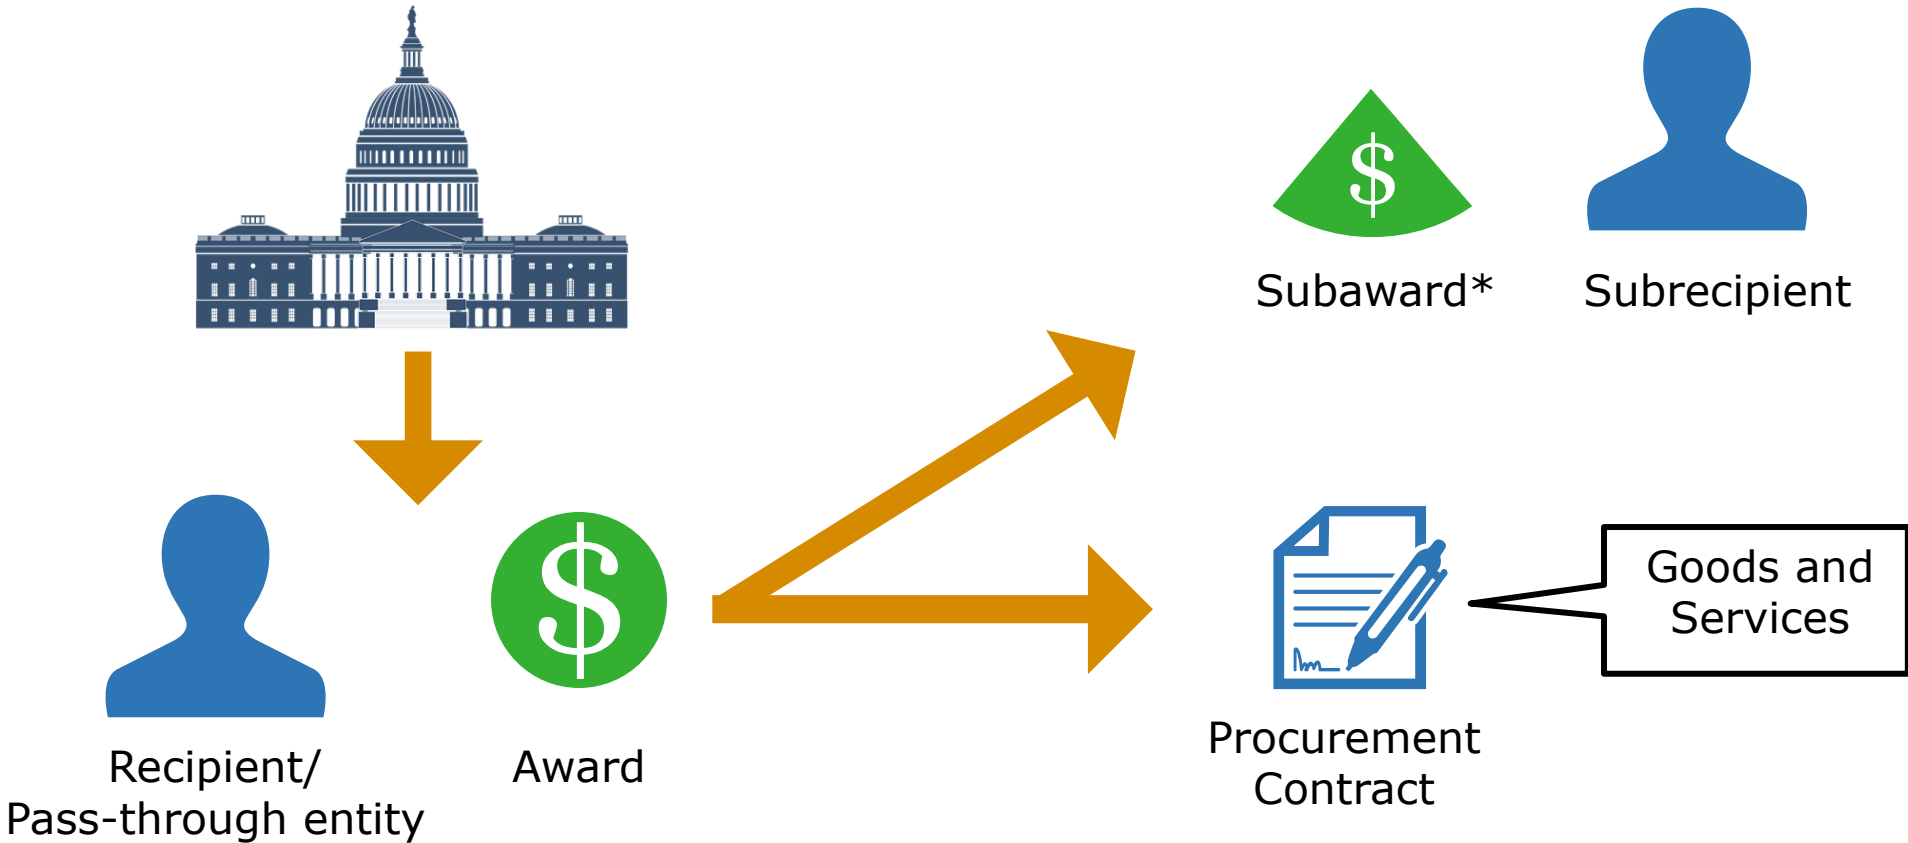 $
Subaward*
Subrecipient
$
Recipient/
Pass-through entity
Award
Procurement
Contract
Goods and
Services